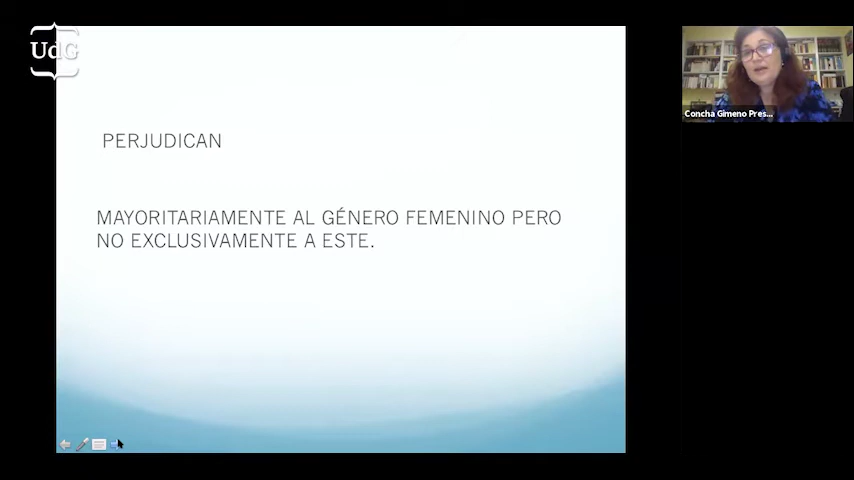 UdG
PERJUDICAN
MAYORITARIAMENTE AL GÉNERO FEMENINO PERO
NO EXCLUSIVAMENTE A ESTE.
Concha Gimeno Pres...